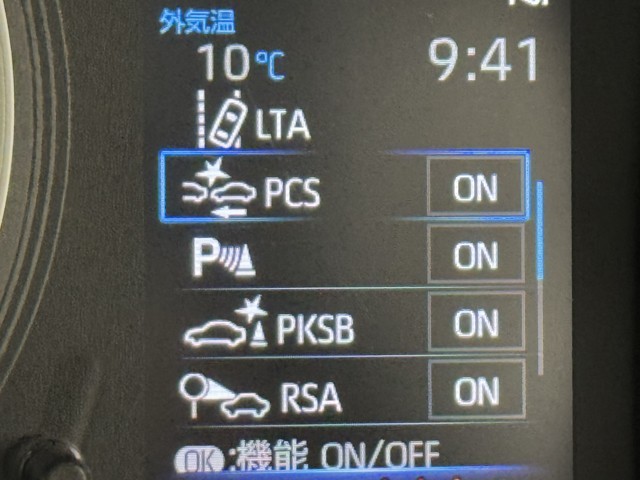 外気温
10℃ 9:41
LTA
PCS ON
P ON
PKSB ON
RSA ON
OK:機能 ON/OFF